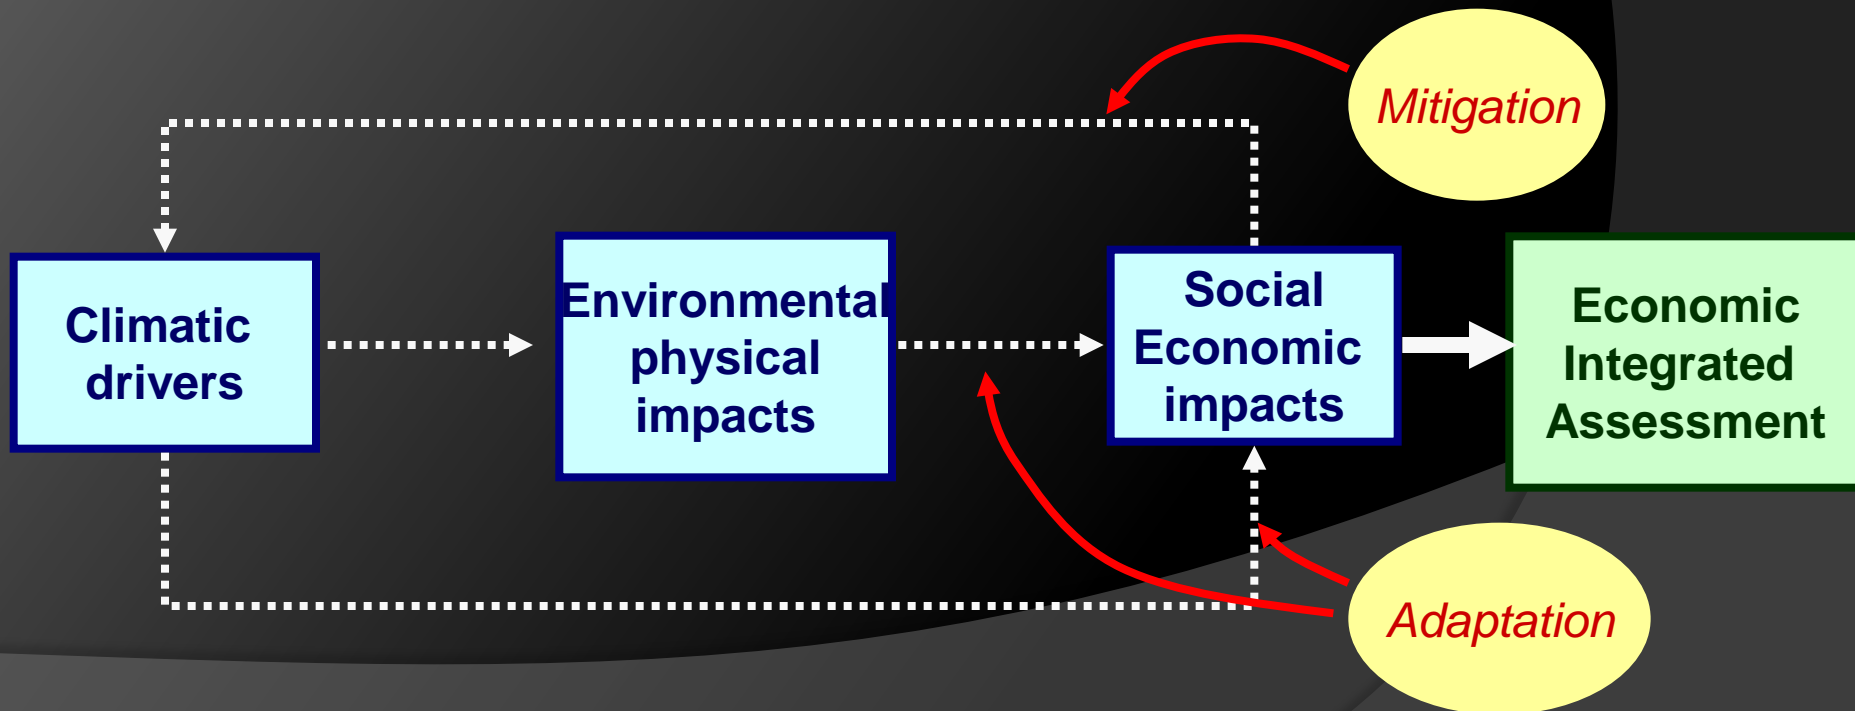 Mitigation
Climatic
drivers
Environmental
physical
impacts
Social
Economic
impacts
Economic
Integrated
Assessment
Adaptation